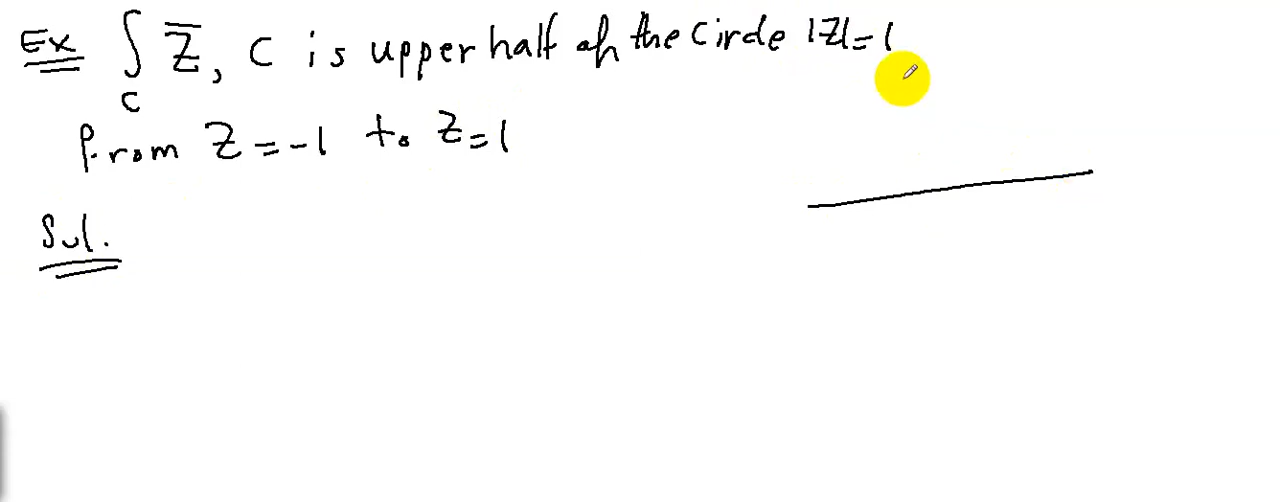 Ex ∫_C z̄, C is upper half of the Circle |z|=1
from z=-1 to z=1
Sol.